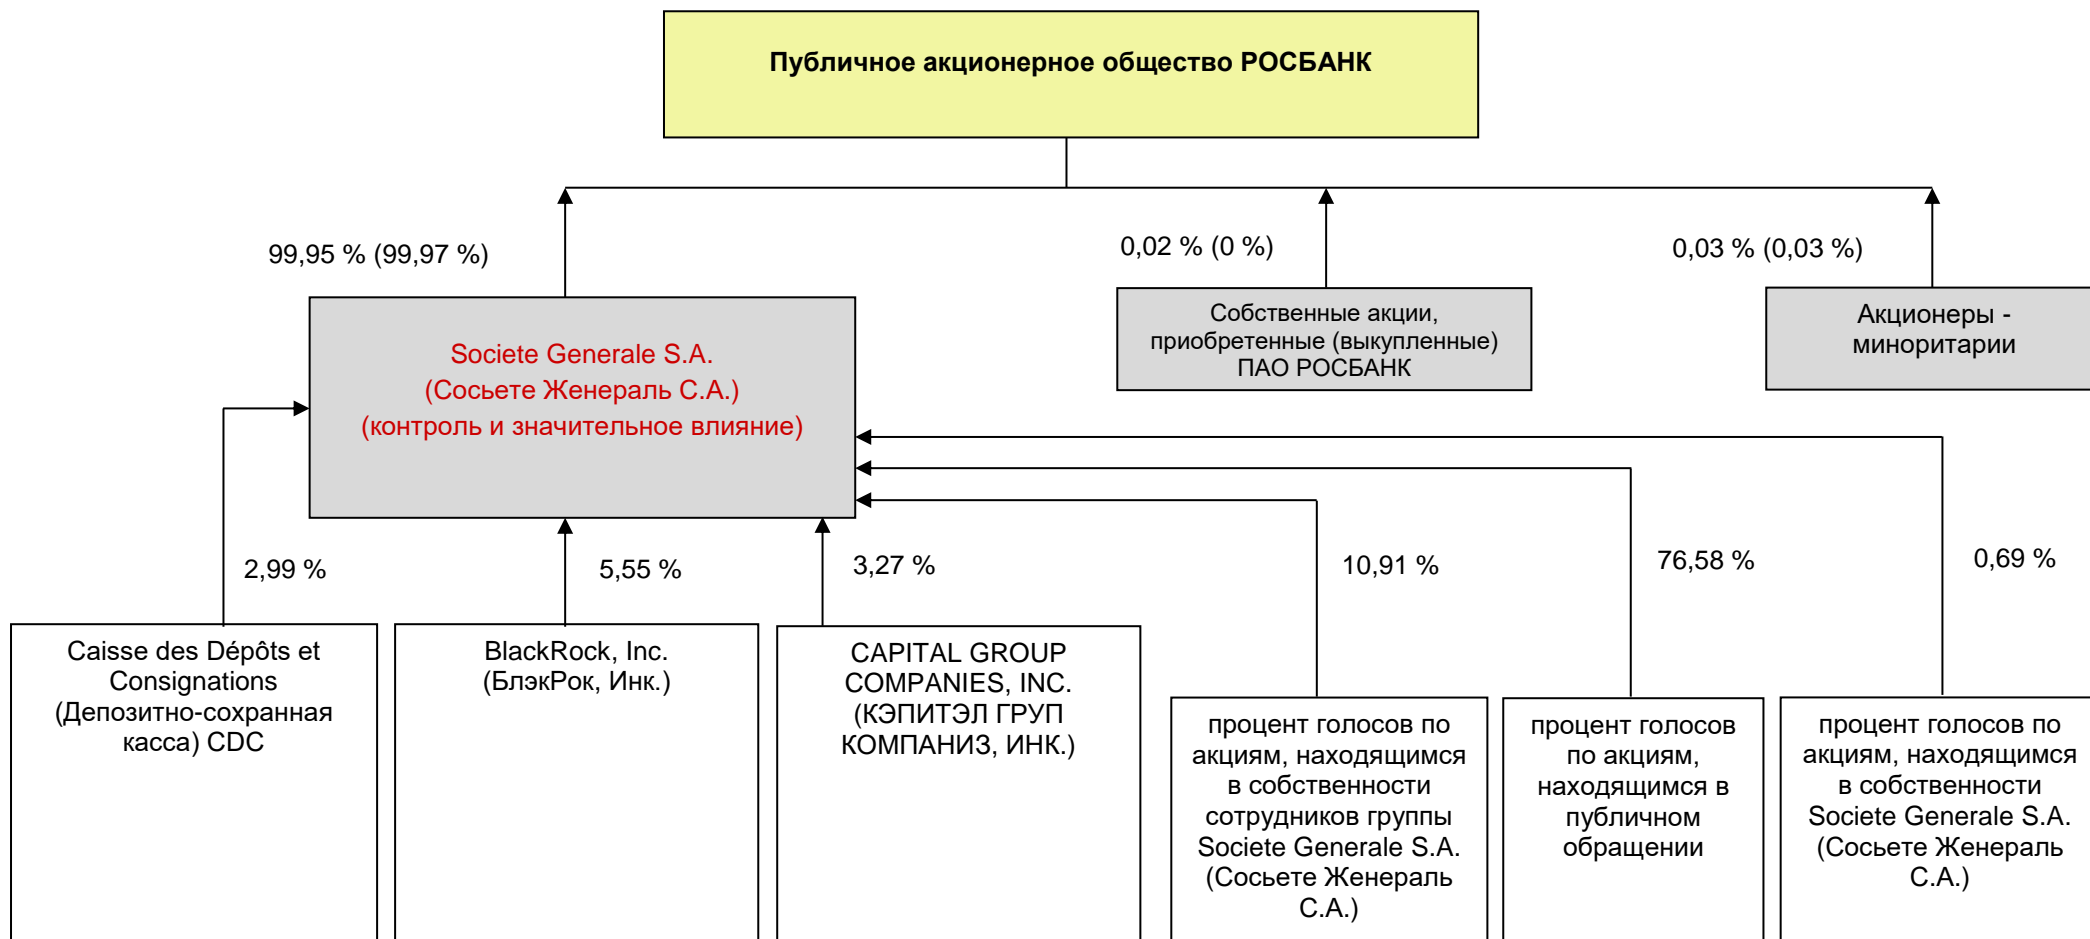 Публичное акционерное общество РОСБАНК
99,95 % (99,97 %)
0,02 % (0 %)
0,03 % (0,03 %)
Societe Generale S.A.
(Сосьете Женераль С.А.)
(контроль и значительное влияние)
Собственные акции,
приобретенные (выкупленные)
ПАО РОСБАНК
Акционеры -
миноритарии
2,99 %
5,55 %
3,27 %
10,91 %
76,58 %
0,69 %
Caisse des Dépôts et
Consignations
(Депозитно-сохранная
касса) CDC
BlackRock, Inc.
(БлэкРок, Инк.)
CAPITAL GROUP
COMPANIES, INC.
(КЭПИТЭЛ ГРУП
КОМПАНИЗ, ИНК.)
процент голосов по
акциям, находящимся
в собственности
сотрудников группы
Societe Generale S.A.
(Сосьете Женераль
С.А.)
процент голосов
по акциям,
находящимся в
публичном
обращении
процент голосов по
акциям, находящимся
в собственности
Societe Generale S.A.
(Сосьете Женераль
С.А.)